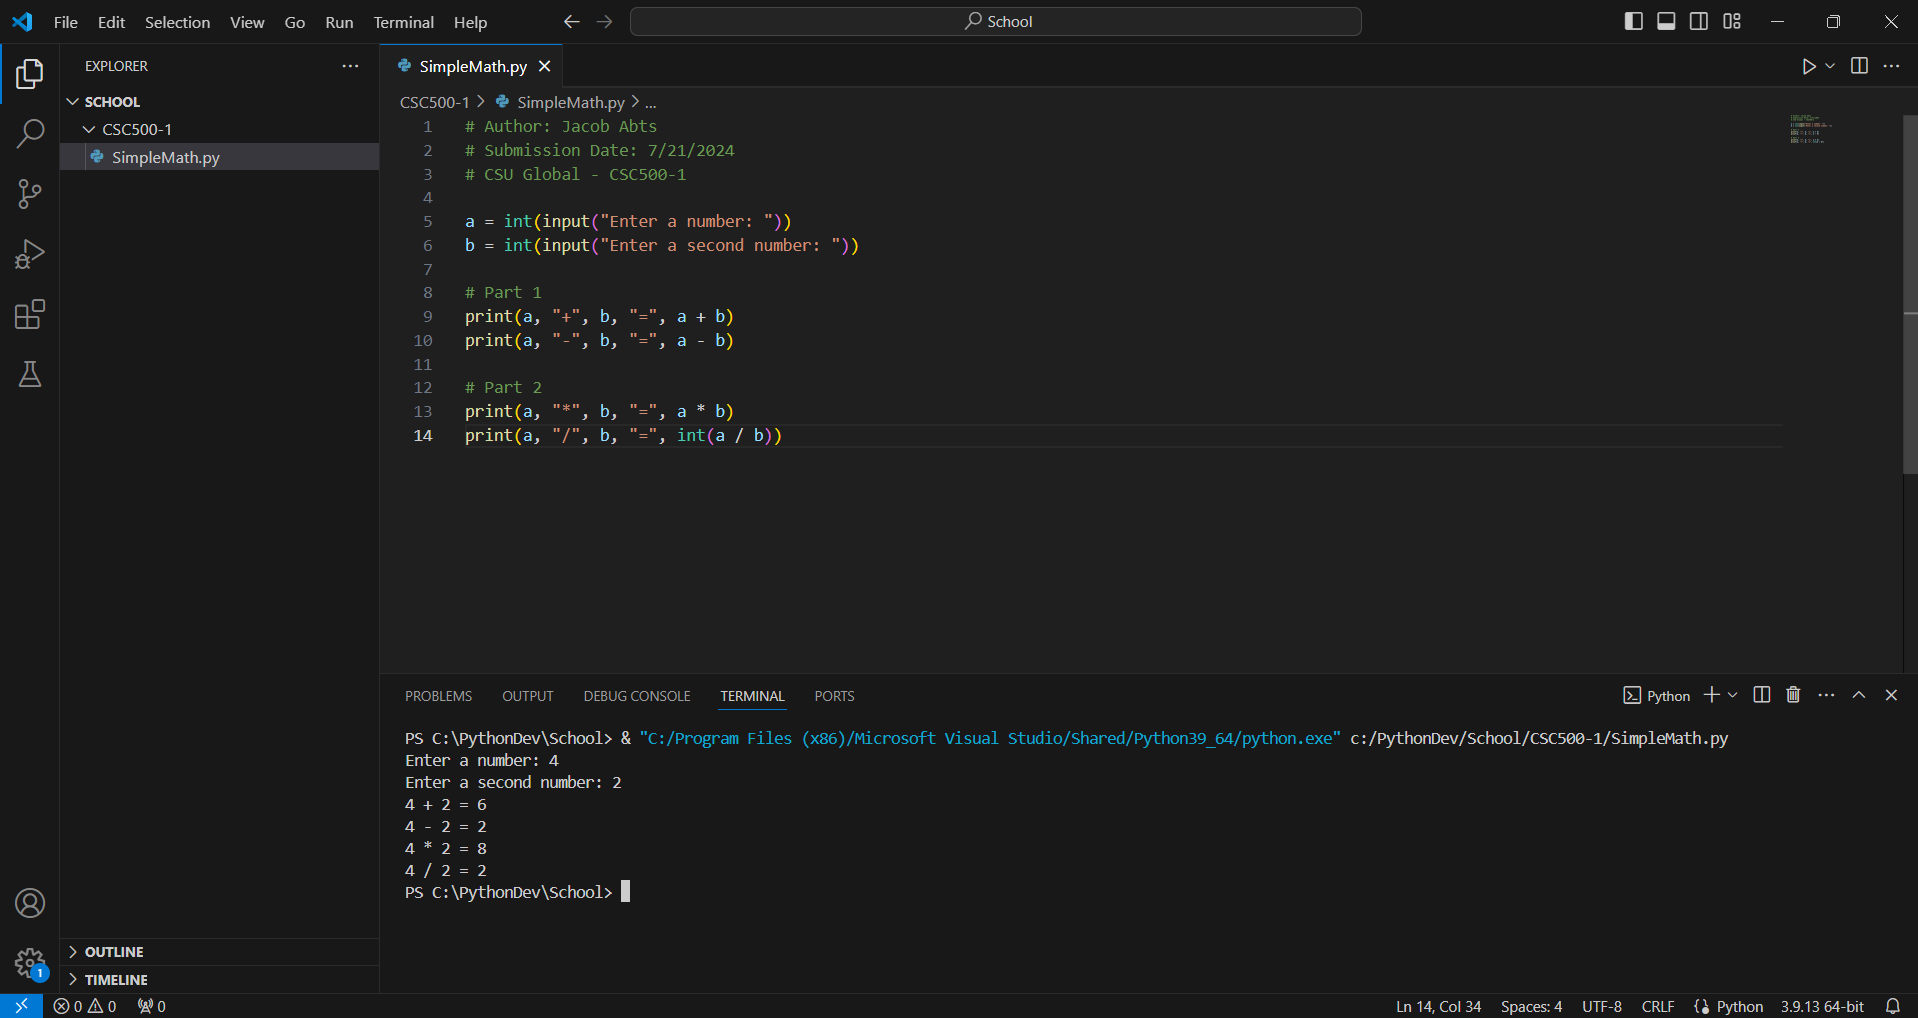 File Edit Selection View Go Run Terminal Help
School
EXPLORER
SCHOOL
CSC500-1
SimpleMath.py
OUTLINE
TIMELINE
SimpleMath.py
CSC500-1 > SimpleMath.py > ...
1 # Author: Jacob Abts
2 # Submission Date: 7/21/2024
3 # CSU Global - CSC500-1
4
5 a = int(input("Enter a number: "))
6 b = int(input("Enter a second number: "))
7
8 # Part 1
9 print(a, "+", b, "=", a + b)
10 print(a, "-", b, "=", a - b)
11
12 # Part 2
13 print(a, "*", b, "=", a * b)
14 print(a, "/", b, "=", int(a / b))
PROBLEMS OUTPUT DEBUG CONSOLE TERMINAL PORTS
Python
PS C:\PythonDev\School> & "C:/Program Files (x86)/Microsoft Visual Studio/Shared/Python39_64/python.exe" c:/PythonDev/School/CSC500-1/SimpleMath.py
Enter a number: 4
Enter a second number: 2
4 + 2 = 6
4 - 2 = 2
4 * 2 = 8
4 / 2 = 2
PS C:\PythonDev\School>
1
0 0 0
Ln 14, Col 34 Spaces: 4 UTF-8 CRLF Python 3.9.13 64-bit